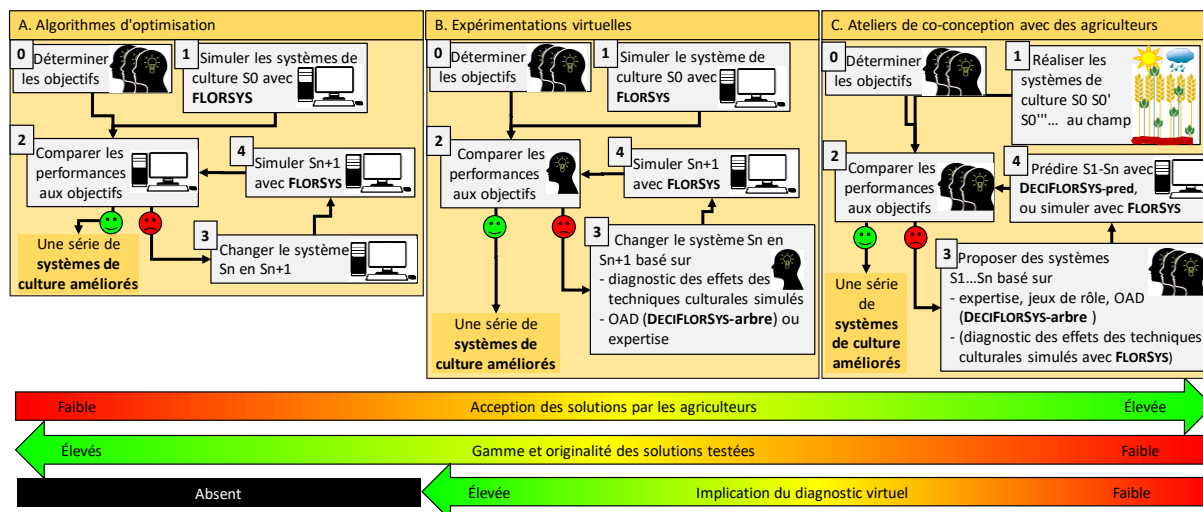 A. Algorithmes d'optimisation
0
Déterminer
les objectifs
1
Simuler les systèmes de
culture S0 avec
FLORSYS
2
Comparer les
performances
aux objectifs
4
Simuler Sn+1
avec FLORSYS
3
Changer le système
Sn en Sn+1
Une série de
systèmes de
culture améliorés
B. Expérimentations virtuelles
0
Déterminer
les objectifs
1
Simuler le système de
culture S0 avec
FLORSYS
2
Comparer les
performances
aux objectifs
4
Simuler Sn+1
avec FLORSYS
3
Changer le système Sn en
Sn+1 basé sur
- diagnostic des effets des
techniques culturales simulés
- OAD (DECIFLORSYS-arbre) ou
expertise
Une série de
systèmes de
culture améliorés
C. Ateliers de co-conception avec des agriculteurs
0
Déterminer
les objectifs
1
Réaliser les
systèmes de
culture S0 S0'
S0'''... au champ
2
Comparer les
performances
aux objectifs
4
Prédire S1-Sn avec
DECIFLORSYS-pred,
ou simuler avec FLORSYS
3
Proposer des systèmes
S1...Sn basé sur
- expertise, jeux de rôle, OAD
(DECIFLORSYS-arbre )
- (diagnostic des effets des techniques
culturales simulés avec FLORSYS)
Une série
de
systèmes
de culture
améliorés
Faible Acception des solutions par les agriculteurs Élevée
Élevés Gamme et originalité des solutions testées Faible
Absent Élevée Implication du diagnostic virtuel Faible